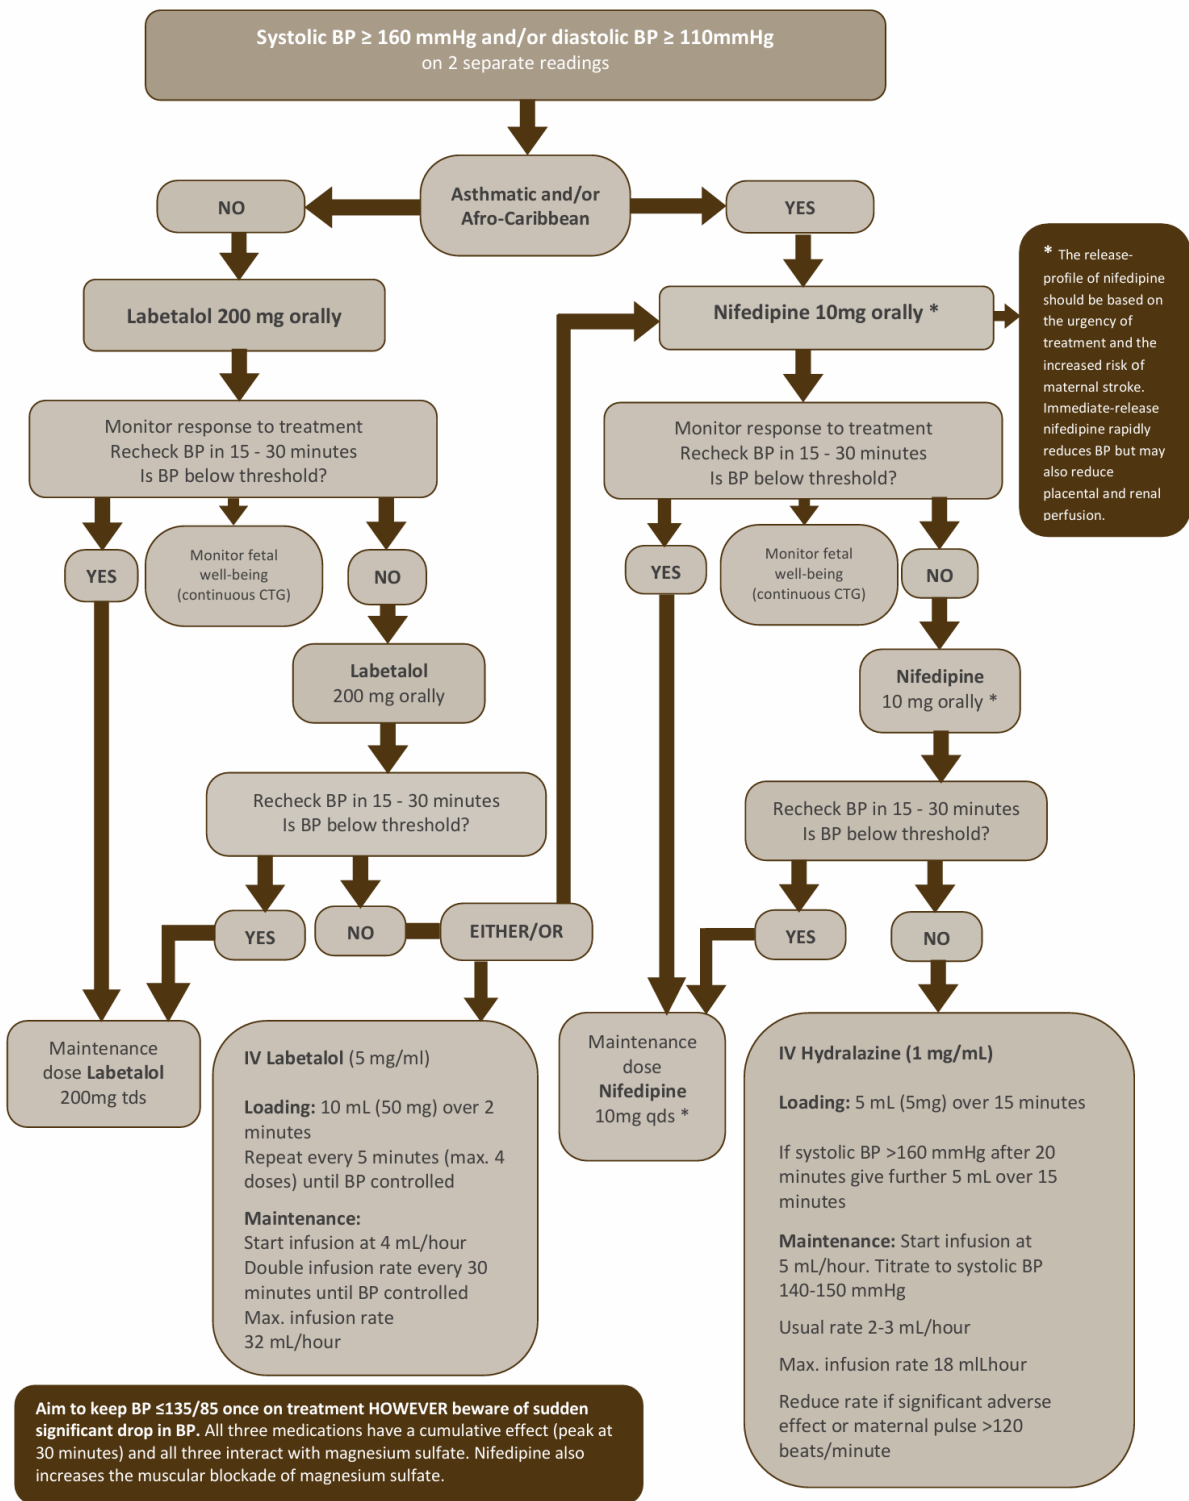 Systolic BP ≥ 160 mmHg and/or diastolic BP ≥ 110mmHg
on 2 separate readings
Asthmatic and/or
Afro-Caribbean
NO
YES
Labetalol 200 mg orally
Nifedipine 10mg orally *
* The release-
profile of nifedipine
should be based on
the urgency of
treatment and the
increased risk of
maternal stroke.
Immediate-release
nifedipine rapidly
reduces BP but may
also reduce
placental and renal
perfusion.
Monitor response to treatment
Recheck BP in 15 - 30 minutes
Is BP below threshold?
Monitor response to treatment
Recheck BP in 15 - 30 minutes
Is BP below threshold?
YES
Monitor fetal
well-being
(continuous CTG)
NO
YES
Monitor fetal
well-being
(continuous CTG)
NO
Labetalol
200 mg orally
Nifedipine
10 mg orally *
Recheck BP in 15 - 30 minutes
Is BP below threshold?
Recheck BP in 15 - 30 minutes
Is BP below threshold?
YES
NO
EITHER/OR
YES
NO
Maintenance
dose Labetalol
200mg tds
IV Labetalol (5 mg/ml)
Loading: 10 mL (50 mg) over 2
minutes
Repeat every 5 minutes (max. 4
doses) until BP controlled
Maintenance:
Start infusion at 4 mL/hour
Double infusion rate every 30
minutes until BP controlled
Max. infusion rate
32 mL/hour
Maintenance
dose
Nifedipine
10mg qds *
IV Hydralazine (1 mg/mL)
Loading: 5 mL (5mg) over 15 minutes
If systolic BP >160 mmHg after 20
minutes give further 5 mL over 15
minutes
Maintenance: Start infusion at
5 mL/hour. Titrate to systolic BP
140-150 mmHg
Usual rate 2-3 mL/hour
Max. infusion rate 18 mlLhour
Reduce rate if significant adverse
effect or maternal pulse >120
beats/minute
Aim to keep BP ≤135/85 once on treatment HOWEVER beware of sudden
significant drop in BP. All three medications have a cumulative effect (peak at
30 minutes) and all three interact with magnesium sulfate. Nifedipine also
increases the muscular blockade of magnesium sulfate.